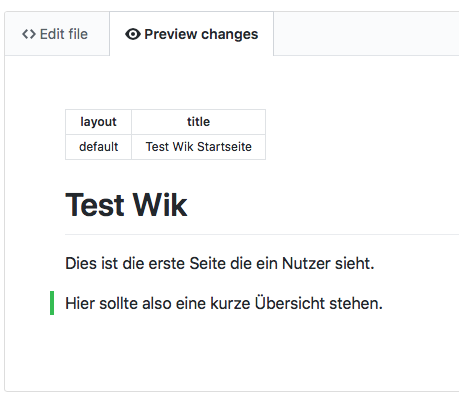 <> Edit file Preview changes
layout title
default Test Wik Startseite
Test Wik
Dies ist die erste Seite die ein Nutzer sieht.
Hier sollte also eine kurze Übersicht stehen.